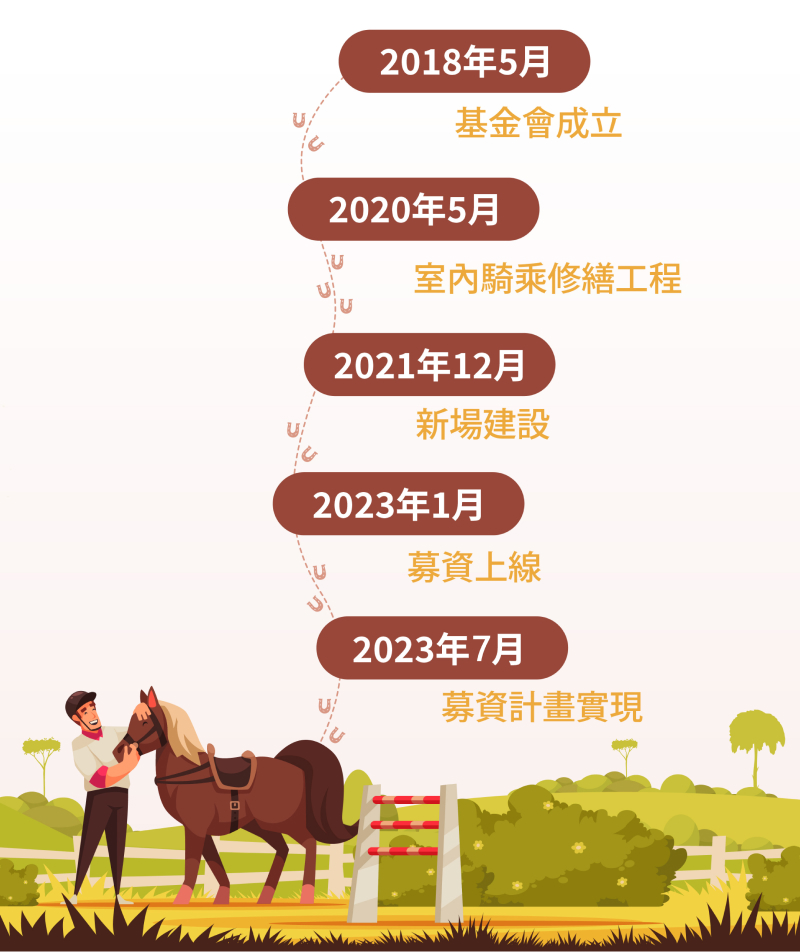 2018年5月
基金會成立
2020年5月
室內騎乘修繕工程
2021年12月
新場建設
2023年1月
募資上線
2023年7月
募資計畫實現